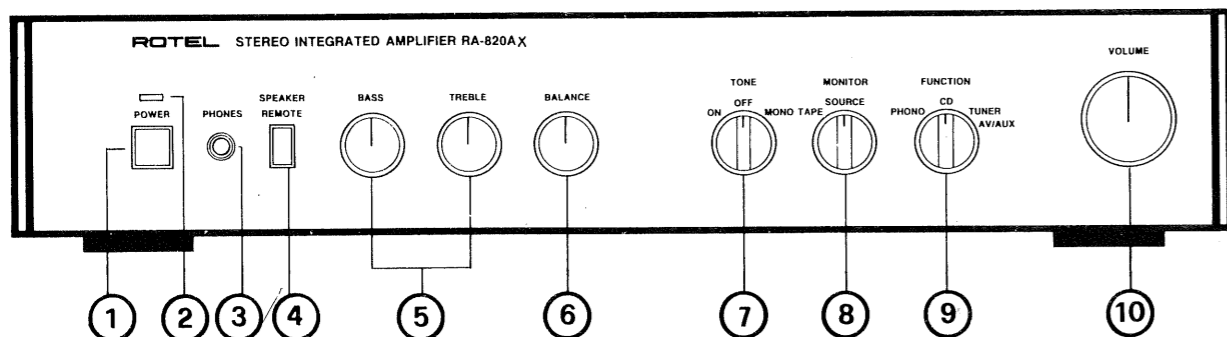 ROTEL STEREO INTEGRATED AMPLIFIER RA-820AX
VOLUME
TONE MONITOR FUNCTION
SPEAKER
POWER PHONES REMOTE BASS TREBLE BALANCE
OFF SOURCE CD
ON MONO TAPE PHONO TUNER
AV/AUX
1 2 3 4 5 6 7 8 9 10